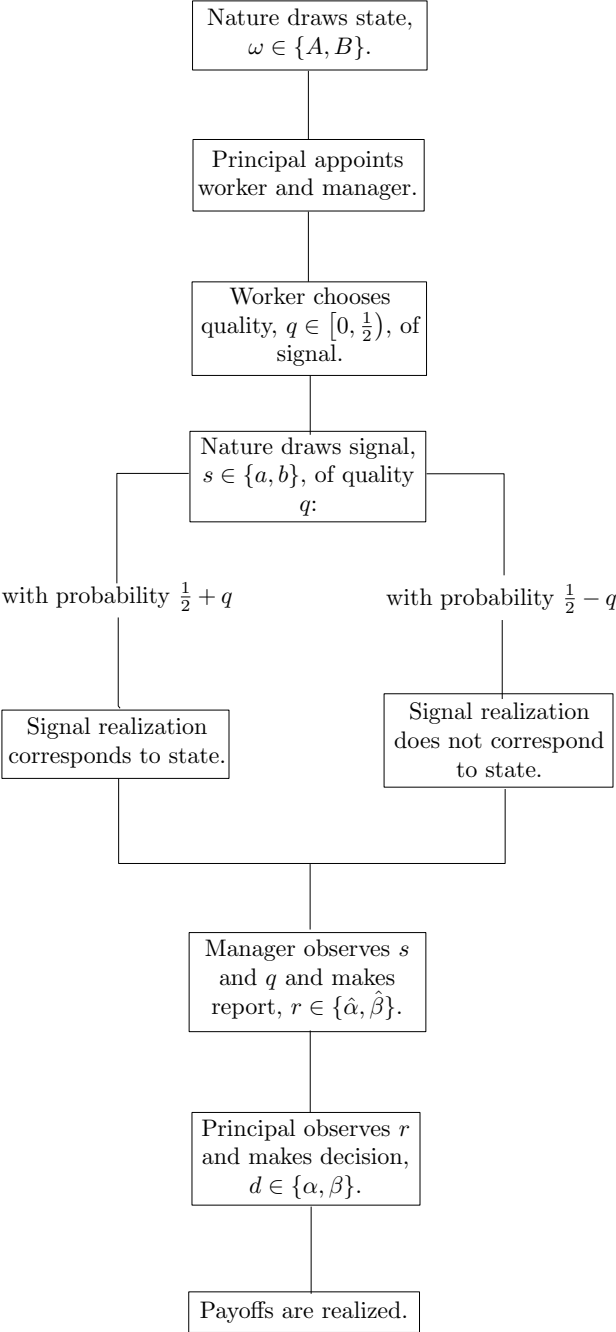 Nature draws state,
ω ∈ {A, B}.
Principal appoints
worker and manager.
Worker chooses
quality, q ∈ [0, 1/2), of
signal.
Nature draws signal,
s ∈ {a, b}, of quality
q:
with probability 1/2 + q
with probability 1/2 − q
Signal realization
corresponds to state.
Signal realization
does not correspond
to state.
Manager observes s
and q and makes
report, r ∈ {α̂, β̂}.
Principal observes r
and makes decision,
d ∈ {α, β}.
Payoffs are realized.